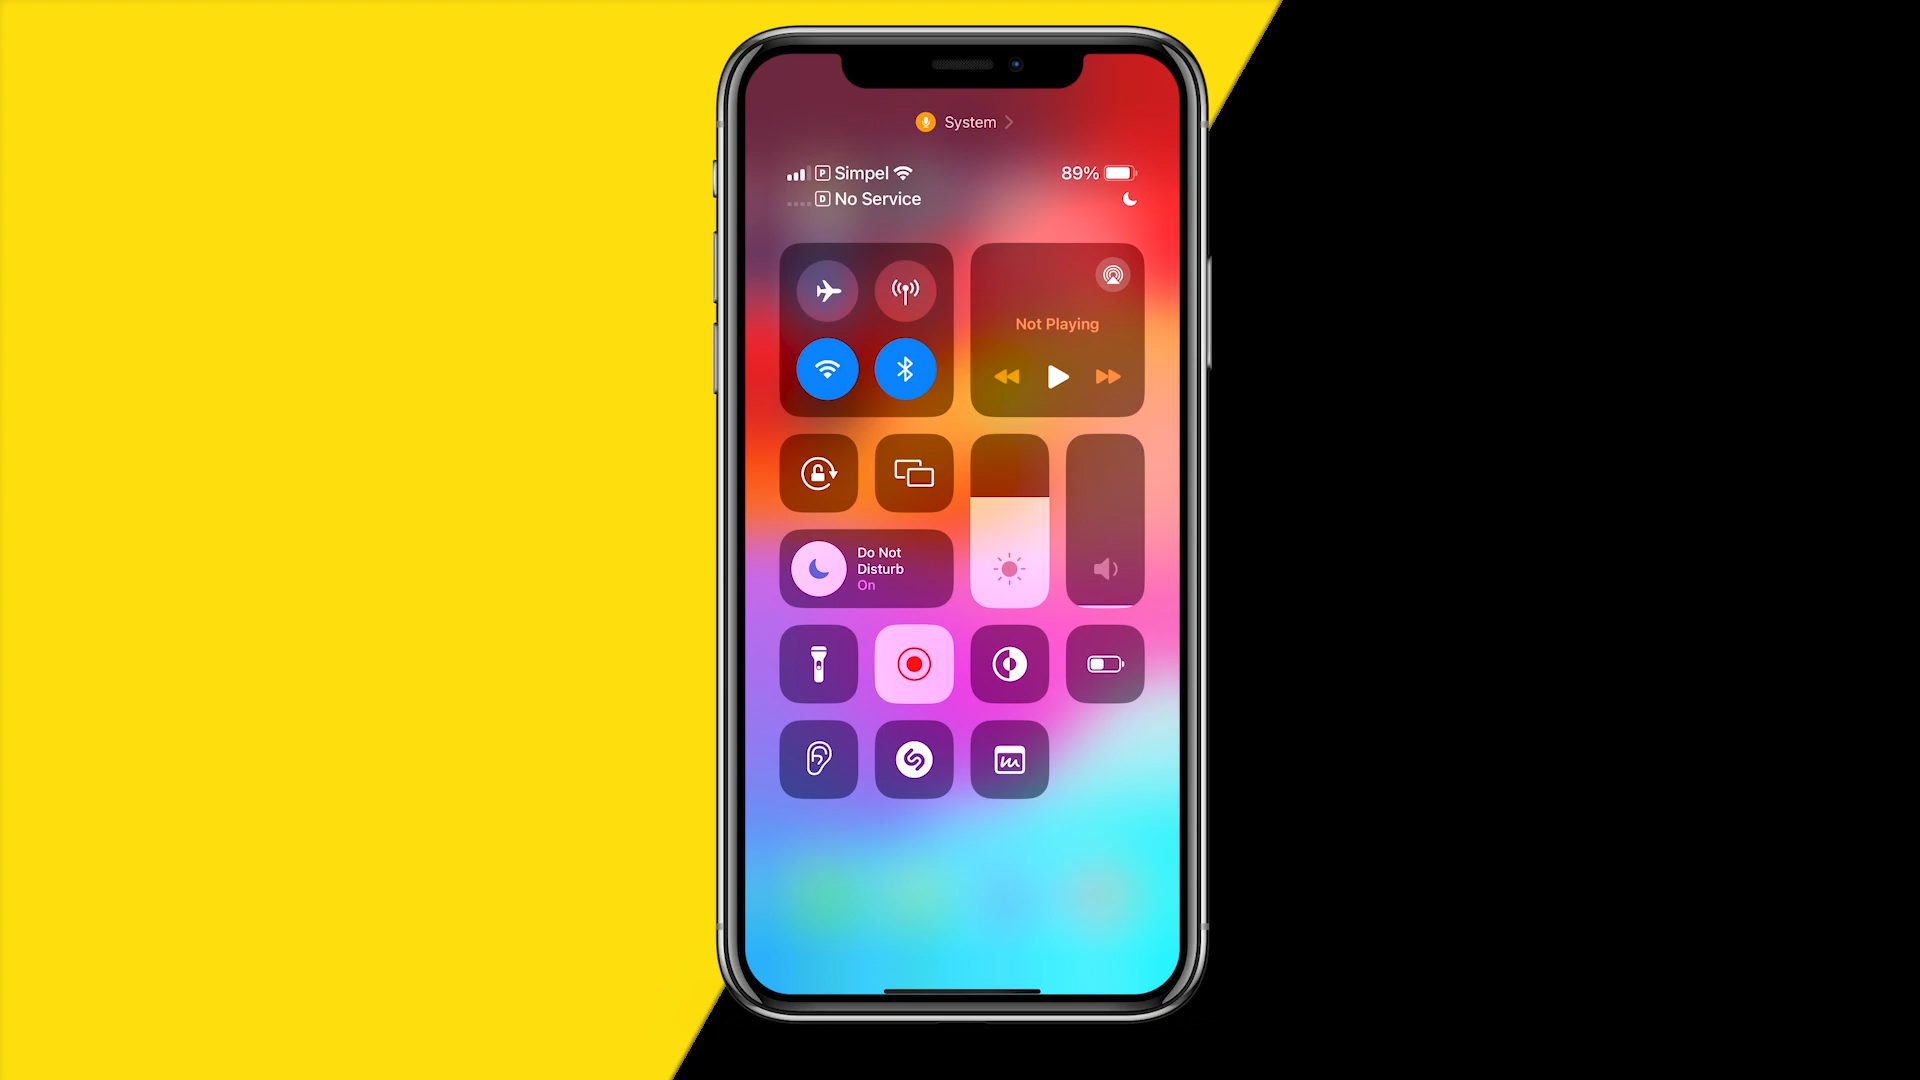 System
P Simpel 89%
D No Service
Not Playing
Do Not
Disturb
On